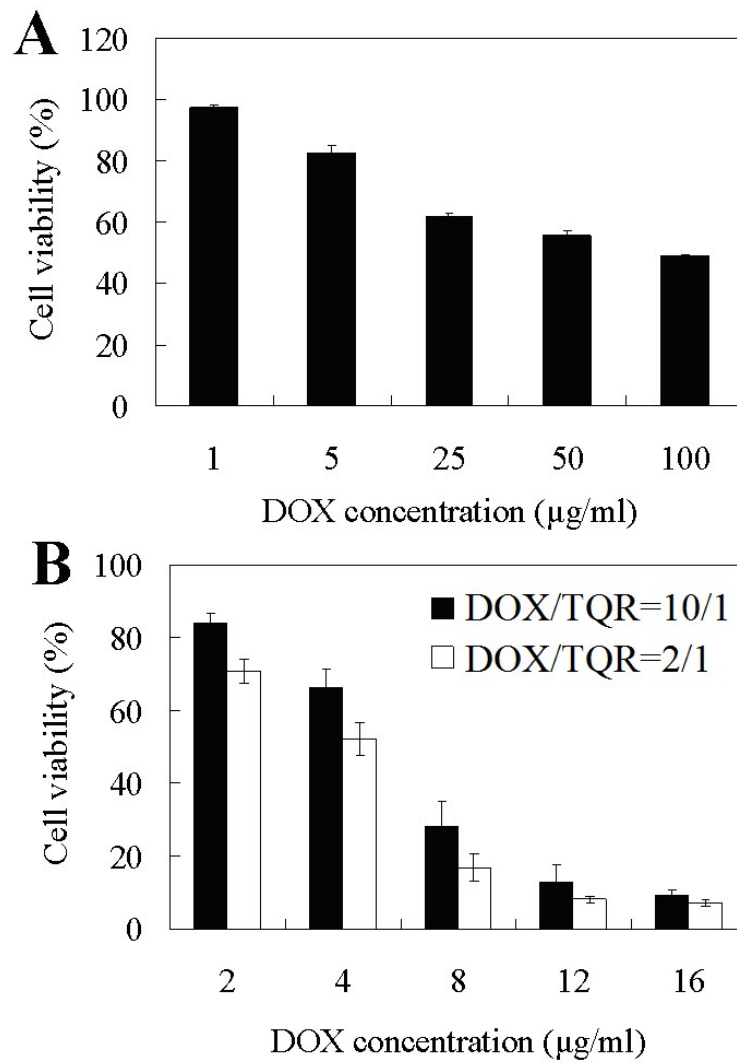 A
120
100
80
60
40
20
0
Cell viability (%)
1 5 25 50 100
DOX concentration (µg/ml)
B
100
80
60
40
20
0
Cell viability (%)
DOX/TQR=10/1
DOX/TQR=2/1
2 4 8 12 16
DOX concentration (µg/ml)